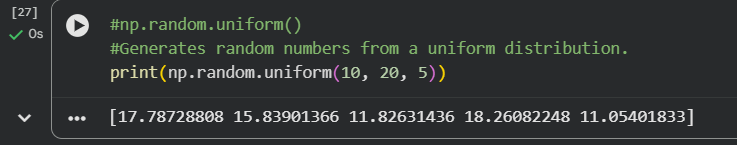 [27]
0s
#np.random.uniform()
#Generates random numbers from a uniform distribution.
print(np.random.uniform(10, 20, 5))
[17.78728808 15.83901366 11.82631436 18.26082248 11.05401833]